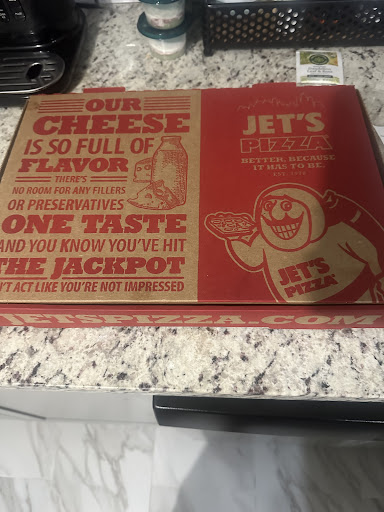 OUR
CHEESE
IS SO FULL OF
FLAVOR
THERE'S
NO ROOM FOR ANY FILLERS
OR PRESERVATIVES
ONE TASTE
AND YOU KNOW YOU'VE HIT
THE JACKPOT
N'T ACT LIKE YOU'RE NOT IMPRESSED
JET'S
PIZZA
BETTER. BECAUSE
IT HAS TO BE.
JET'S
PIZZA
JETSPIZZA.COM